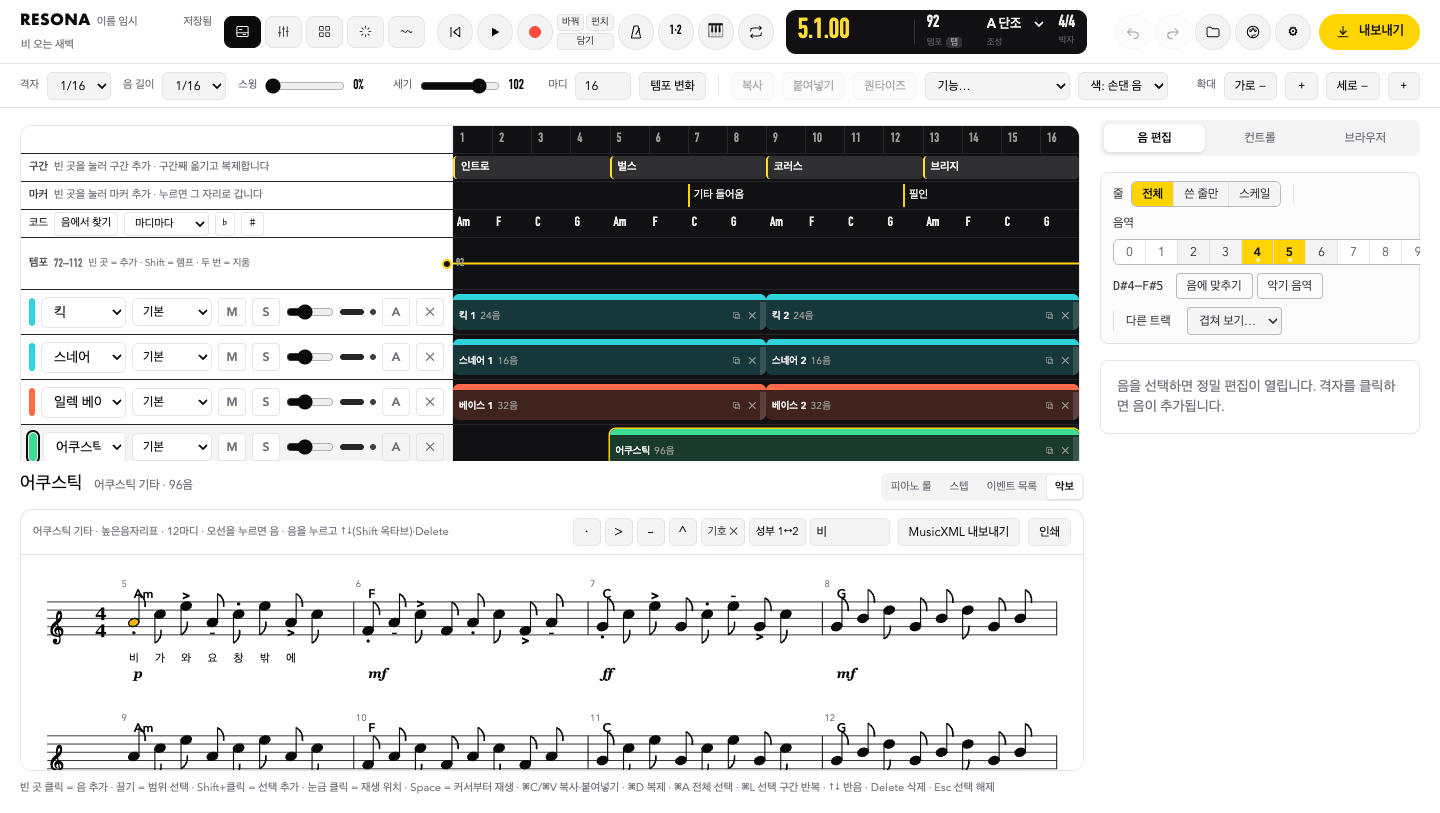 RESONA 이름 임시 저장됨
비 오는 새벽
바꿔 펀치
담기
1·2
5.1.00
92 A 단조 4/4
템포 탭 조성 박자
내보내기
격자 1/16 음 길이 1/16 스윙 0% 세기 102 마디 16 템포 변화 복사 붙여넣기 퀀타이즈 기능… 색: 손댄 음 확대 가로 – + 세로 – +
1 2 3 4 5 6 7 8 9 10 11 12 13 14 15 16
구간 빈 곳을 눌러 구간 추가 · 구간째 옮기고 복제합니다
인트로 벌스 코러스 브리지
마커 빈 곳을 눌러 마커 추가 · 누르면 그 자리로 갑니다
기타 들어옴 필인
코드 음에서 찾기 마디마다 ♭ #
Am F C G Am F C G Am F C G Am F C G
템포 72–112 빈 곳 = 추가 · Shift = 램프 · 두 번 = 지움
92
킥 기본 M S A ×
킥 1 24음 킥 2 24음
스네어 기본 M S A ×
스네어 1 16음 스네어 2 16음
일렉 베이 기본 M S A ×
베이스 1 32음 베이스 2 32음
어쿠스틱 기본 M S A ×
어쿠스틱 96음
음 편집 컨트롤 브라우저
줄 전체 쓴 줄만 스케일
음역
0 1 2 3 4 5 6 7 8 9
D#4–F#5 음에 맞추기 악기 음역
다른 트랙 겹쳐 보기…
음을 선택하면 정밀 편집이 열립니다. 격자를 클릭하
면 음이 추가됩니다.
어쿠스틱 어쿠스틱 기타 · 96음
피아노 롤 스텝 이벤트 목록 악보
어쿠스틱 기타 · 높은음자리표 · 12마디 · 오선을 누르면 음 · 음을 누르고 ↑↓(Shift 옥타브)·Delete
· > – ^ 기호 × 성부 1↔2 비 MusicXML 내보내기 인쇄
5 6 7 8
Am F C G
4
4
비 가 와 요 창 밖 에
p mf ff mf
9 10 11 12
Am F C G
빈 곳 클릭 = 음 추가 · 끌기 = 범위 선택 · Shift+클릭 = 선택 추가 · 눈금 클릭 = 재생 위치 · Space = 커서부터 재생 · ⌘C/⌘V 복사·붙여넣기 · ⌘D 복제 · ⌘A 전체 선택 · ⌘L 선택 구간 반복 · ↑↓ 반음 · Delete 삭제 · Esc 선택 해제